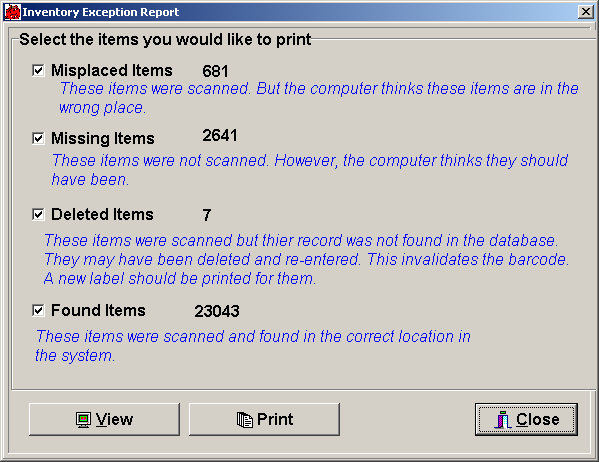 Inventory Exception Report
Select the items you would like to print
Misplaced Items 681
These items were scanned. But the computer thinks these items are in the
wrong place.
Missing Items 2641
These items were not scanned. However, the computer thinks they should
have been.
Deleted Items 7
These items were scanned but thier record was not found in the database.
They may have been deleted and re-entered. This invalidates the barcode.
A new label should be printed for them.
Found Items 23043
These items were scanned and found in the correct location in
the system.
View Print Close